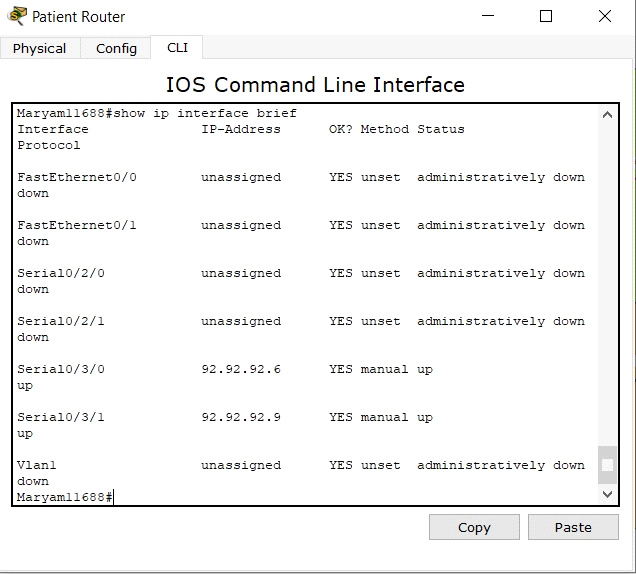 Patient Router
Physical Config CLI
IOS Command Line Interface
Maryam11688#show ip interface brief
Interface IP-Address OK? Method Status
Protocol
FastEthernet0/0 unassigned YES unset administratively down
down
FastEthernet0/1 unassigned YES unset administratively down
down
Serial0/2/0 unassigned YES unset administratively down
down
Serial0/2/1 unassigned YES unset administratively down
down
Serial0/3/0 92.92.92.6 YES manual up
up
Serial0/3/1 92.92.92.9 YES manual up
up
Vlan1 unassigned YES unset administratively down
down
Maryam11688#
Copy Paste